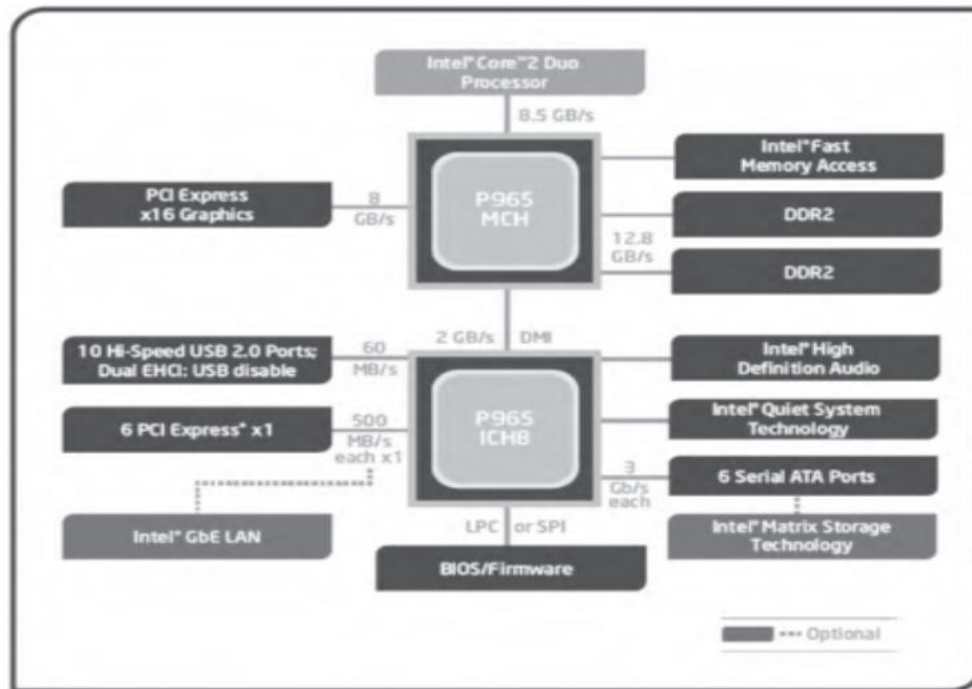 Intel® Core™2 Duo
Processor
8.5 GB/s
Intel® Fast
Memory Access
PCI Express
x16 Graphics
8
GB/s
P965
MCH
DDR2
12.8
GB/s
DDR2
2 GB/s DMI
10 Hi-Speed USB 2.0 Ports;
Dual EHCI; USB disable
60
MB/s
Intel® High
Definition Audio
P965
ICH8
Intel® Quiet System
Technology
6 PCI Express* x1
500
MB/s
each x1
3
Gb/s
each
6 Serial ATA Ports
Intel® GbE LAN
LPC or SPI
Intel® Matrix Storage
Technology
BIOS/Firmware
Optional